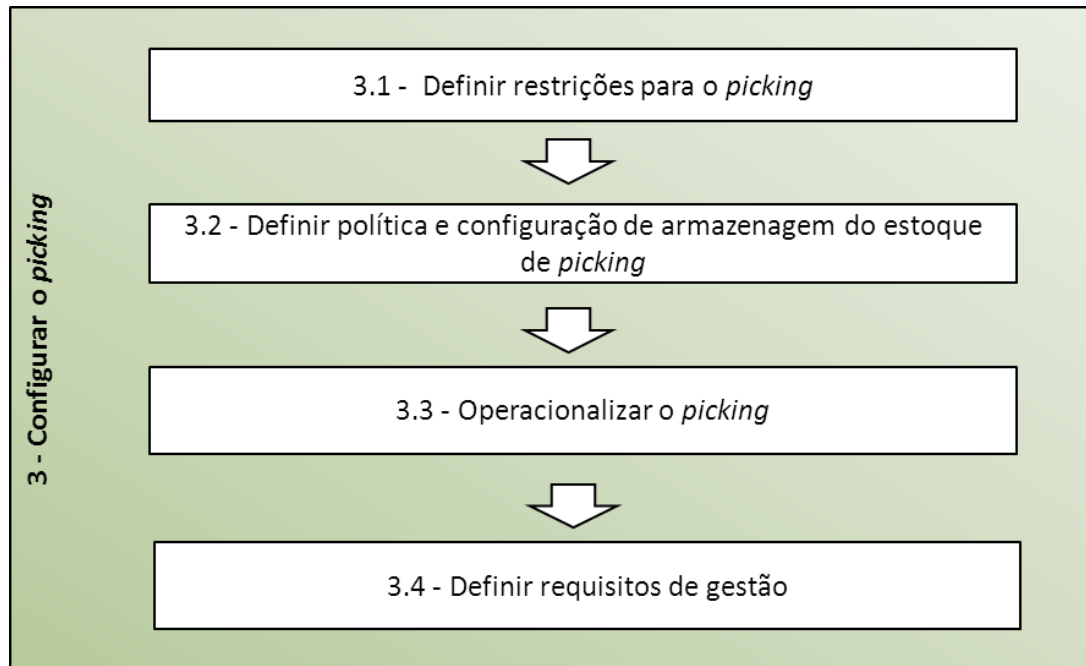 3 - Configurar o picking
3.1 -  Definir restrições para o picking
3.2 - Definir política e configuração de armazenagem do estoque
de picking
3.3 - Operacionalizar o picking
3.4 - Definir requisitos de gestão